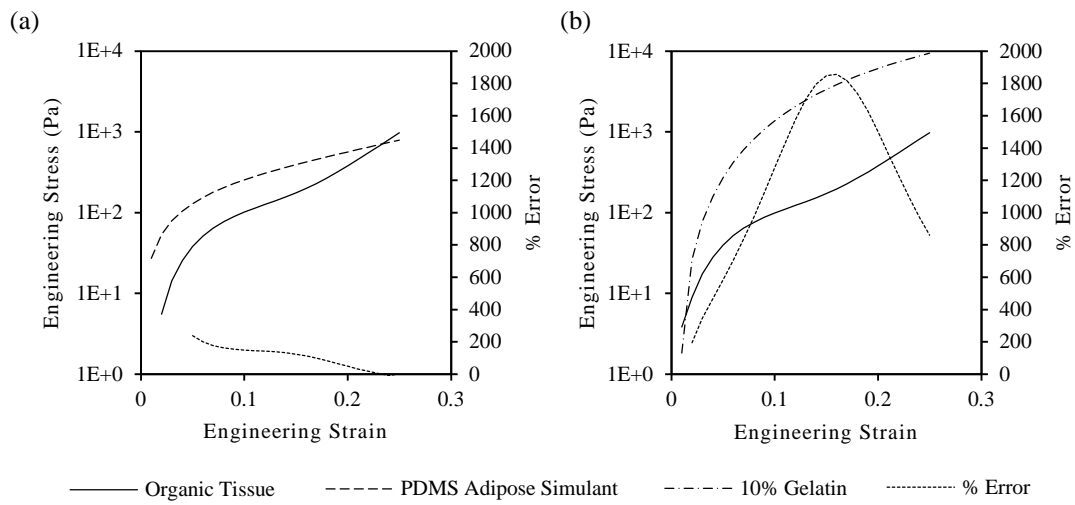 (a)
1E+4
1E+3
1E+2
1E+1
1E+0
Engineering Stress (Pa)
2000
1800
1600
1400
1200
1000
800
600
400
200
0
% Error
0
0.1
0.2
0.3
Engineering Strain
(b)
1E+4
1E+3
1E+2
1E+1
1E+0
Engineering Stress (Pa)
2000
1800
1600
1400
1200
1000
800
600
400
200
0
% Error
0
0.1
0.2
0.3
Engineering Strain
Organic Tissue
PDMS Adipose Simulant
10% Gelatin
% Error